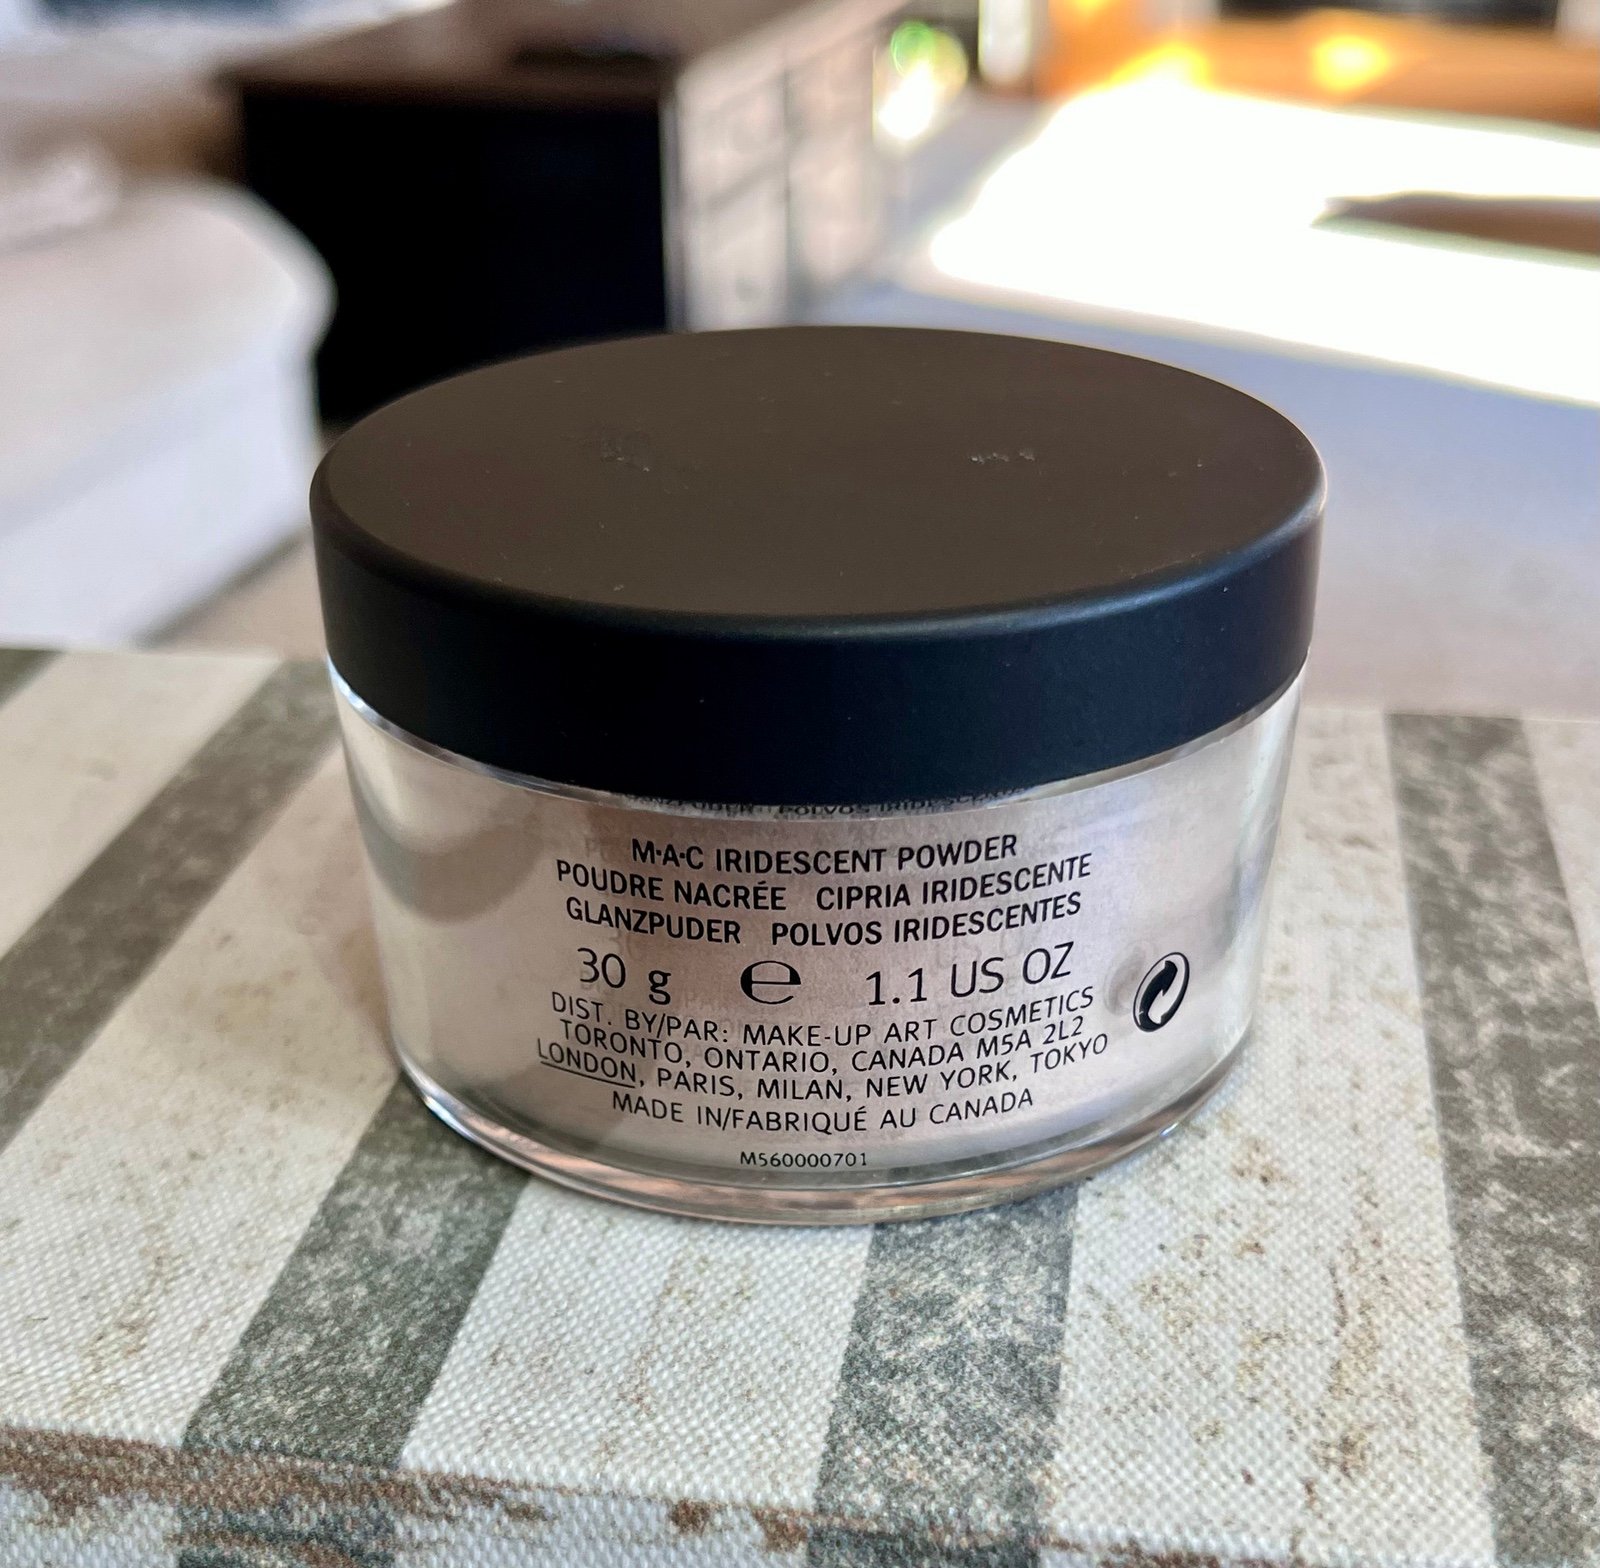 M·A·C IRIDESCENT POWDER
POUDRE NACRÉE CIPRIA IRIDESCENTE
GLANZPUDER POLVOS IRIDESCENTES
30 g e 1.1 US OZ
DIST. BY/PAR: MAKE-UP ART COSMETICS
TORONTO, ONTARIO, CANADA M5A 2L2
LONDON, PARIS, MILAN, NEW YORK, TOKYO
MADE IN/FABRIQUÉ AU CANADA
M560000701